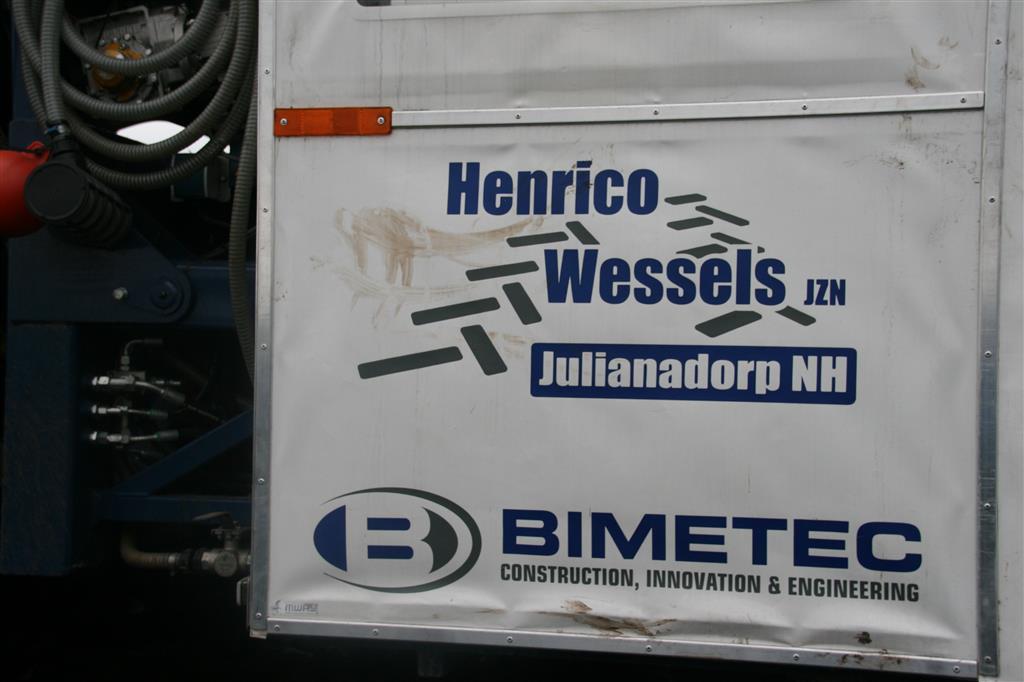 Henrico
Wessels JZN
Julianadorp NH
B BIMETEC
CONSTRUCTION, INNOVATION & ENGINEERING